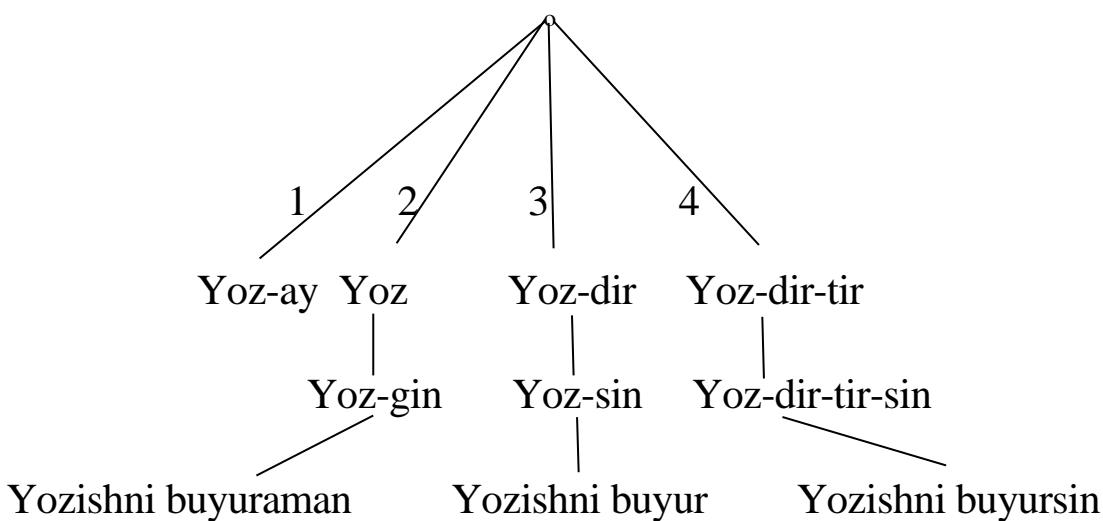 o
1 2 3 4
Yoz-ay Yoz Yoz-dir Yoz-dir-tir
Yoz-gin Yoz-sin Yoz-dir-tir-sin
Yozishni buyuraman Yozishni buyur Yozishni buyursin